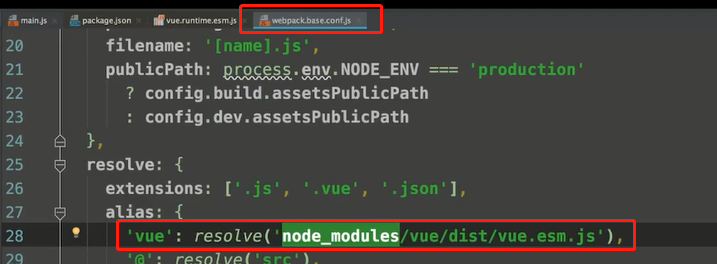 main.js package.json vue.runtime.esm.js webpack.base.conf.js
20 filename: '[name].js',
21 publicPath: process.env.NODE_ENV === 'production'
22 ? config.build.assetsPublicPath
23 : config.dev.assetsPublicPath
24 },
25 resolve: {
26 extensions: ['.js', '.vue', '.json'],
27 alias: {
28 'vue': resolve('node_modules/vue/dist/vue.esm.js'),
29 '@': resolve('src'),